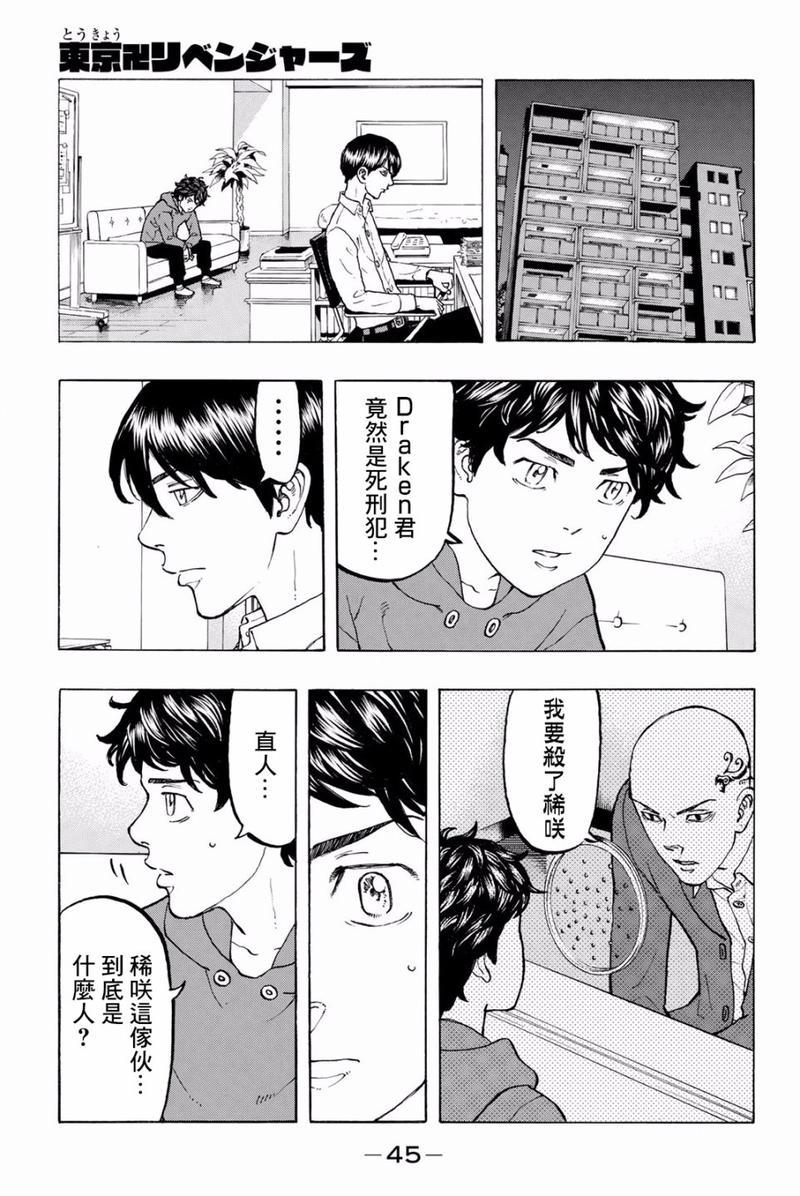 とうきょう
東京卍リベンジャーズ
Draken君
竟然是死刑犯…
……
我要殺了稀咲
直人…
稀咲這傢伙…
到底是
什麼人？
—45—